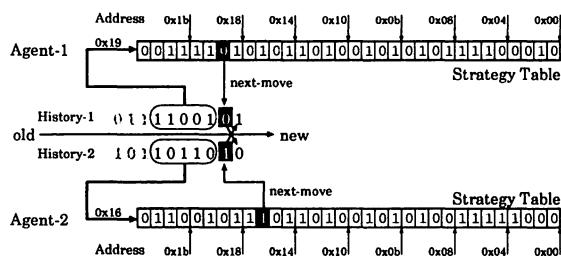 Address 0x1b 0x18 0x14 0x10 0x0b 0x08 0x04 0x00
Agent-1 0x19 0 0 1 1 1 1 0 1 0 1 0 1 0 1 1 0 1 0 1 0 0 1 0 1 1 1 1 0 0 0 1 0
Strategy Table
next-move
History-1 0 1 1 1 1 0 0 1 0 1
old new
History-2 1 0 1 1 0 1 1 0 1 0
next-move
Strategy Table
Agent-2 0x16 0 1 1 0 0 1 0 1 1 1 0 1 1 0 1 0 0 1 0 1 0 0 1 0 1 1 1 1 1 0 0 0
Address 0x1b 0x18 0x14 0x10 0x0b 0x08 0x04 0x00